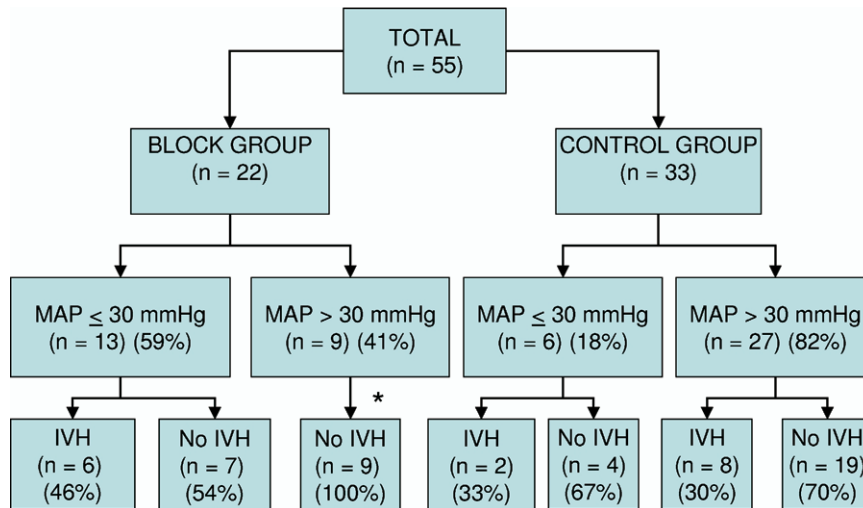 TOTAL
(n = 55)
BLOCK GROUP
(n = 22)
CONTROL GROUP
(n = 33)
MAP ≤ 30 mmHg
(n = 13) (59%)
MAP > 30 mmHg
(n = 9) (41%)
MAP ≤ 30 mmHg
(n = 6) (18%)
MAP > 30 mmHg
(n = 27) (82%)
*
IVH
(n = 6)
(46%)
No IVH
(n = 7)
(54%)
No IVH
(n = 9)
(100%)
IVH
(n = 2)
(33%)
No IVH
(n = 4)
(67%)
IVH
(n = 8)
(30%)
No IVH
(n = 19)
(70%)